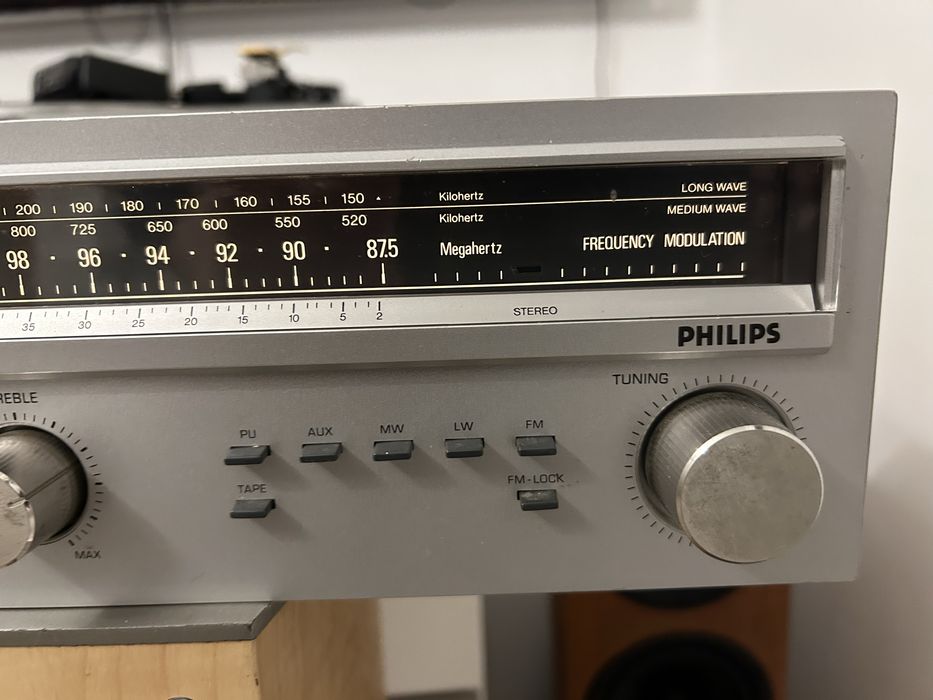 200 190 180 170 160 155 150 Kilohertz LONG WAVE
800 725 650 600 550 520 Kilohertz MEDIUM WAVE
98 · 96 · 94 · 92 · 90 · 87.5 Megahertz FREQUENCY MODULATION
35 30 25 20 15 10 5 2 STEREO
PHILIPS
REBLE
MAX
PU AUX MW LW FM
TAPE FM-LOCK
TUNING